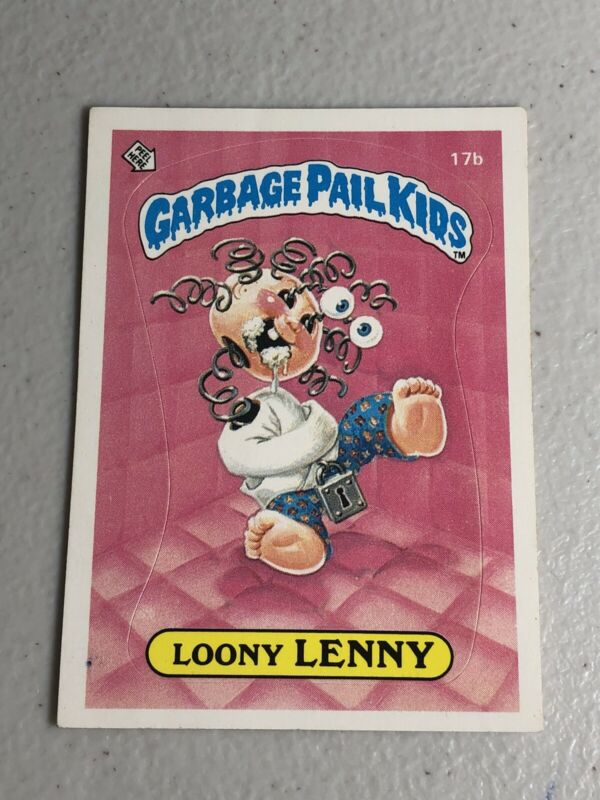 PEEL HERE
17b
GARBAGE PAIL KIDS
TM
LOONY LENNY